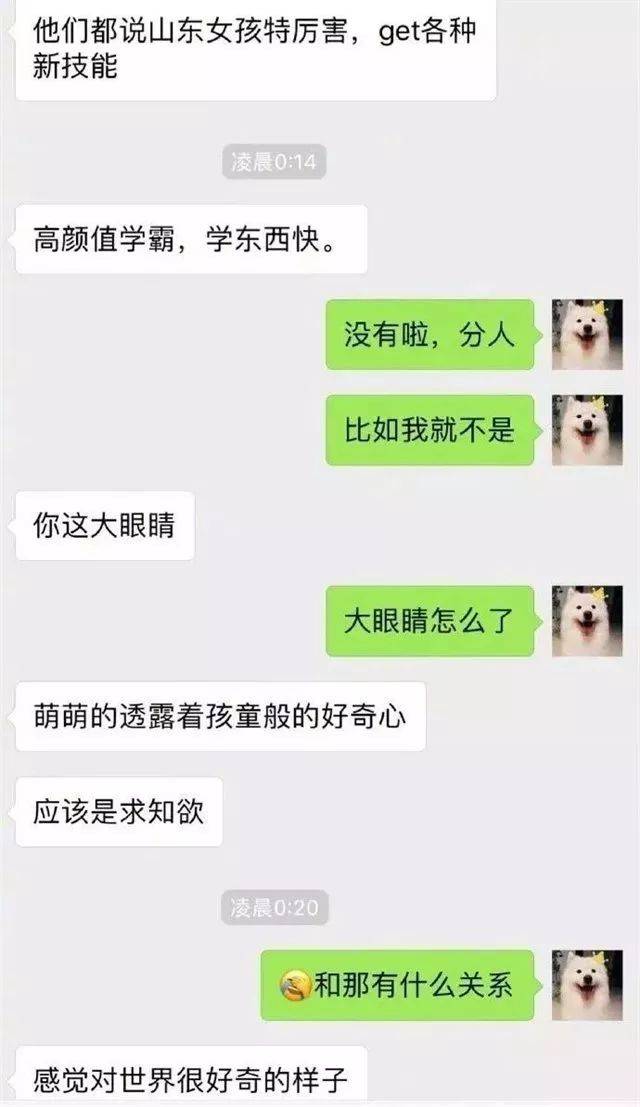 他们都说山东女孩特厉害，get各种
新技能
凌晨0:14
高颜值学霸，学东西快。
没有啦，分人
比如我就不是
你这大眼睛
大眼睛怎么了
萌萌的透露着孩童般的好奇心
应该是求知欲
凌晨0:20
和那有什么关系
感觉对世界很好奇的样子